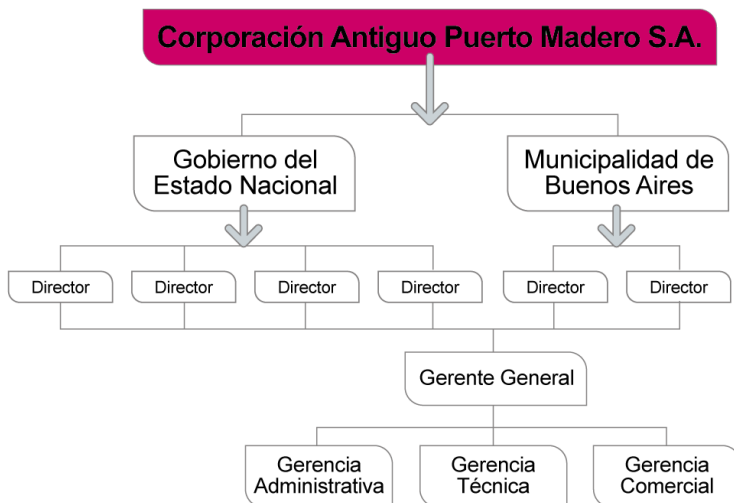 Corporación Antiguo Puerto Madero S.A.
Gobierno del
Estado Nacional
Municipalidad de
Buenos Aires
Director
Director
Director
Director
Director
Director
Gerente General
Gerencia
Administrativa
Gerencia
Técnica
Gerencia
Comercial